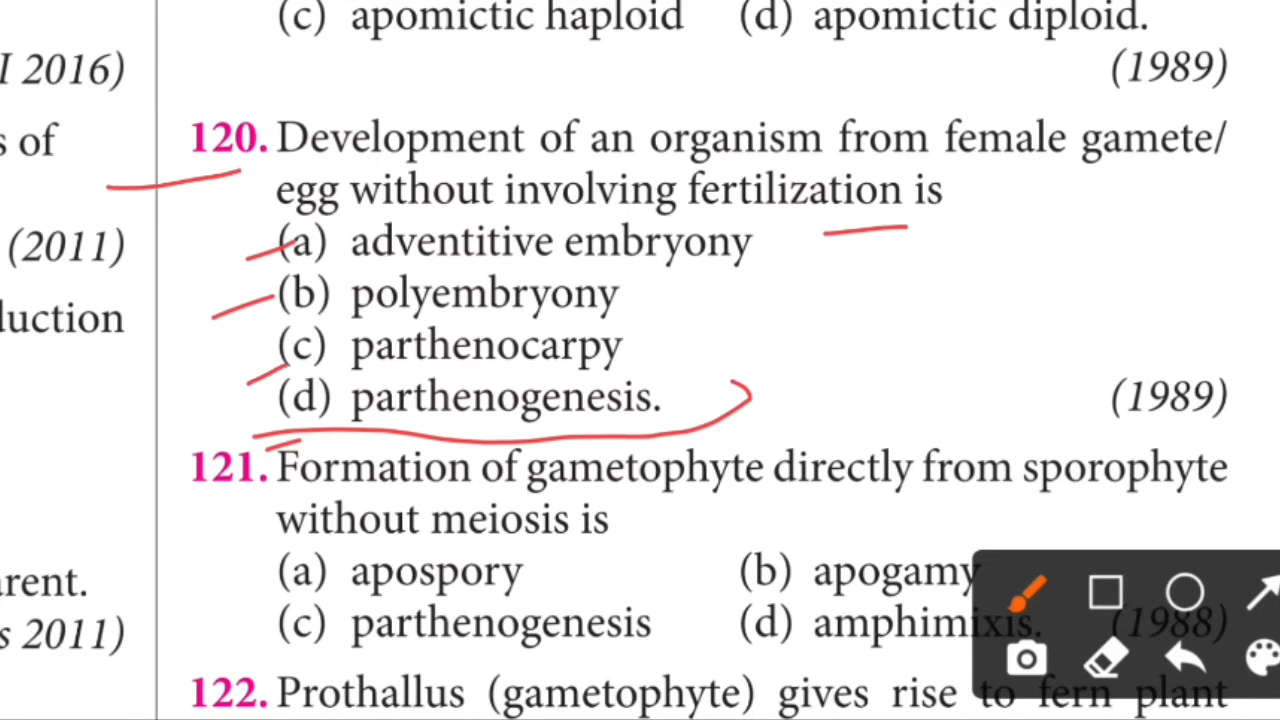 I 2016)
s of
(2011)
duction
arent.
s 2011)
(c) apomictic haploid (d) apomictic diploid.
(1989)
120. Development of an organism from female gamete/
egg without involving fertilization is
(a) adventitive embryony
(b) polyembryony
(c) parthenocarpy
(d) parthenogenesis. (1989)
121. Formation of gametophyte directly from sporophyte
without meiosis is
(a) apospory (b) apogamy
(c) parthenogenesis (d) amphimixis. (1988)
122. Prothallus (gametophyte) gives rise to fern plant